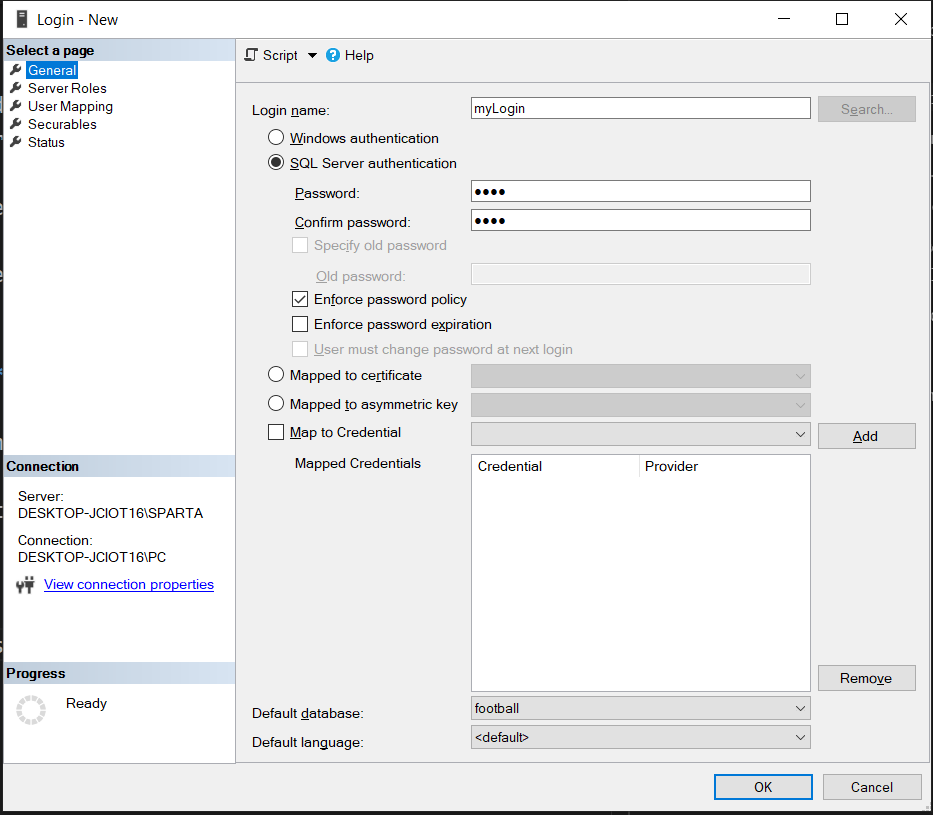 Login - New
Select a page
General
Server Roles
User Mapping
Securables
Status
Script
Help
Login name:
myLogin
Search...
Windows authentication
SQL Server authentication
Password:
●●●●
Confirm password:
●●●●
Specify old password
Old password:
Enforce password policy
Enforce password expiration
User must change password at next login
Mapped to certificate
Mapped to asymmetric key
Map to Credential
Add
Mapped Credentials
Credential Provider
Remove
Default database:
football
Default language:
<default>
Connection
Server:
DESKTOP-JCIOT16\SPARTA
Connection:
DESKTOP-JCIOT16\PC
View connection properties
Progress
Ready
OK
Cancel